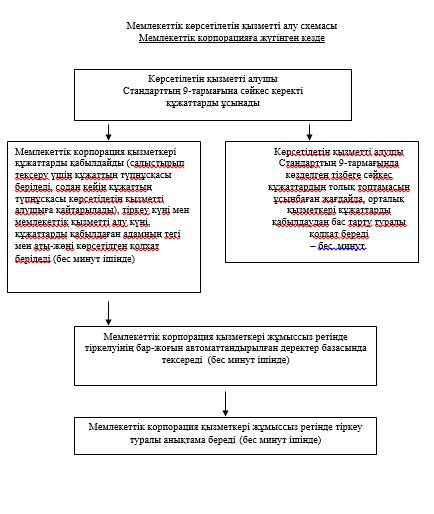 Мемлекеттік көрсетілетін қызметті алу схемасы
Мемлекеттік корпорацияға жүгінген кезде
Көрсетілетін қызметті алушы
Стандарттың 9-тармағына сәйкес керекті
құжаттарды ұсынады
Мемлекеттік корпорация қызметкері
құжаттарды қабылдайды (салыстырып
тексеру үшін құжаттың түпнұсқасы
беріледі, содан кейін құжаттың
түпнұсқасы көрсетілетін қызметті
алушыға қайтарылады), тіркеу күні мен
мемлекеттік қызметті алу күні,
құжаттарды қабылдаған адамның тегі
мен аты-жөні көрсетілген қолхат
беріледі (бес минут ішінде)
Көрсетілетін қызметті алушы
Стандарттың 9-тармағында
көзделген тізбеге сәйкес
құжаттардың толық топтамасын
ұсынбаған жағдайда, орталық
қызметкері құжаттарды
қабылдаудан бас тарту туралы
қолхат береді
– бес минут.
Мемлекеттік корпорация қызметкері жұмыссыз ретінде
тіркелуінің бар-жоғын автоматтандырылған деректер базасында
тексереді (бес минут ішінде)
Мемлекеттік корпорация қызметкері жұмыссыз ретінде тіркеу
туралы анықтама береді (бес минут ішінде)